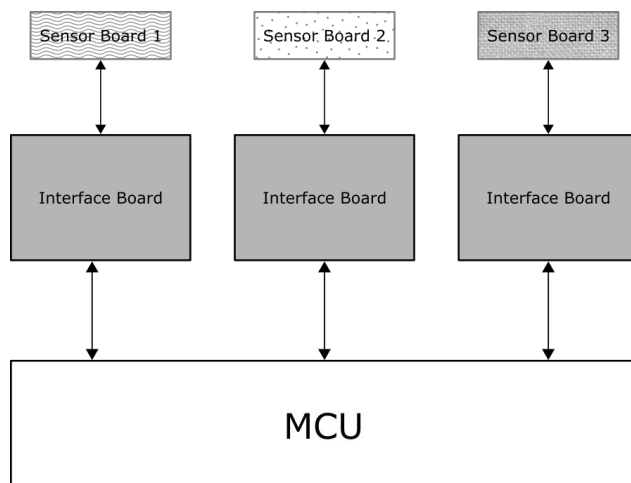 Sensor Board 1
Sensor Board 2
Sensor Board 3
Interface Board
Interface Board
Interface Board
MCU